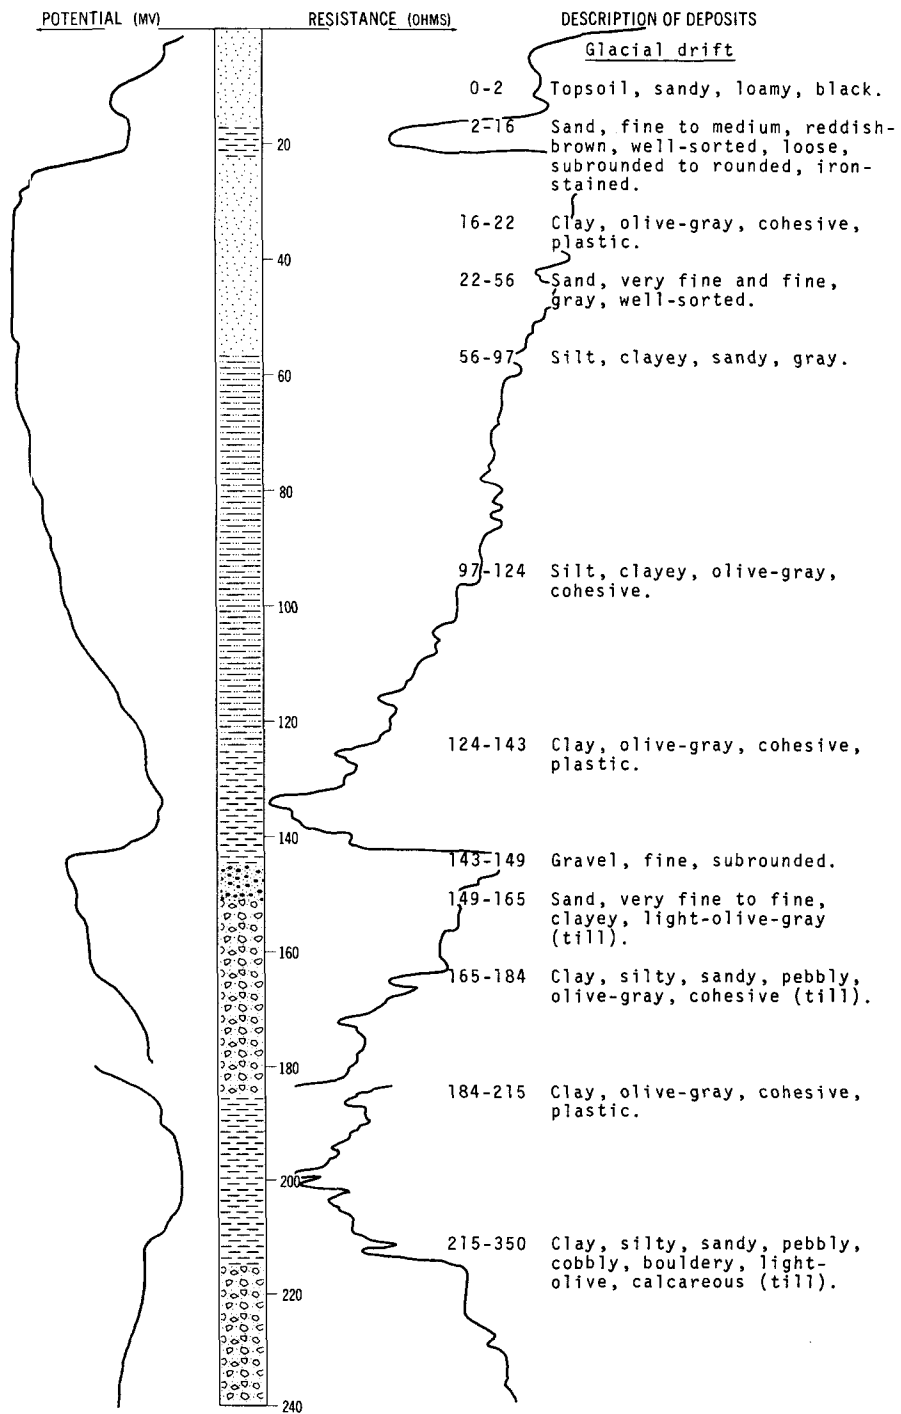 POTENTIAL (MV) RESISTANCE (OHMS) DESCRIPTION OF DEPOSITS
Glacial drift
0-2 Topsoil, sandy, loamy, black.
2-16 Sand, fine to medium, reddish-
brown, well-sorted, loose,
subrounded to rounded, iron-
stained.
16-22 Clay, olive-gray, cohesive,
plastic.
22-56 Sand, very fine and fine,
gray, well-sorted.
56-97 Silt, clayey, sandy, gray.
97-124 Silt, clayey, olive-gray,
cohesive.
124-143 Clay, olive-gray, cohesive,
plastic.
143-149 Gravel, fine, subrounded.
149-165 Sand, very fine to fine,
clayey, light-olive-gray
(till).
165-184 Clay, silty, sandy, pebbly,
olive-gray, cohesive (till).
184-215 Clay, olive-gray, cohesive,
plastic.
215-350 Clay, silty, sandy, pebbly,
cobbly, bouldery, light-
olive, calcareous (till).
20
40
60
80
100
120
140
160
180
200
220
240